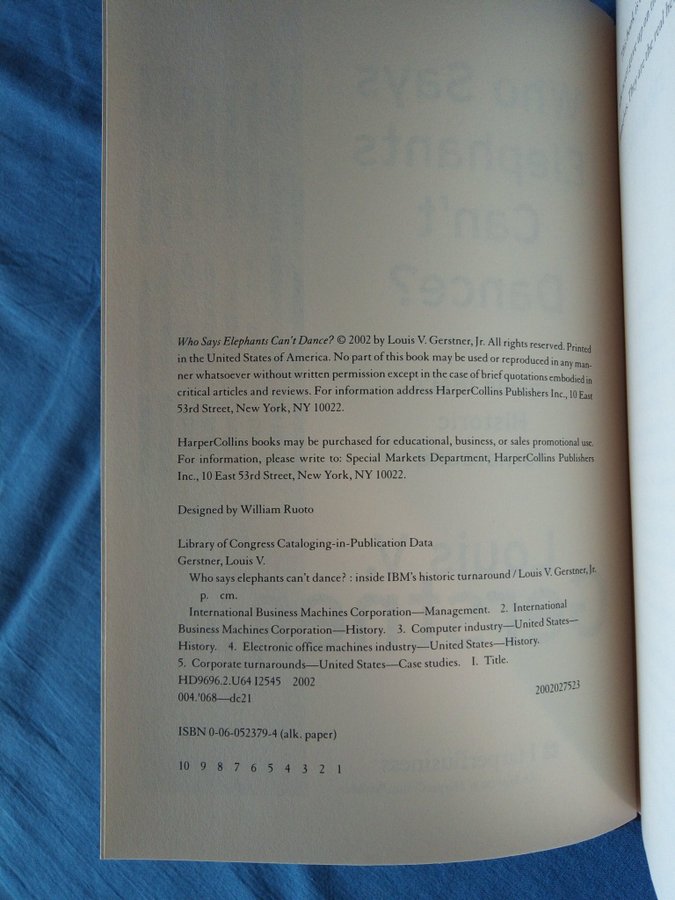 Who Says Elephants Can't Dance? © 2002 by Louis V. Gerstner, Jr. All rights reserved. Printed
in the United States of America. No part of this book may be used or reproduced in any man-
ner whatsoever without written permission except in the case of brief quotations embodied in
critical articles and reviews. For information address HarperCollins Publishers Inc., 10 East
53rd Street, New York, NY 10022.
HarperCollins books may be purchased for educational, business, or sales promotional use.
For information, please write to: Special Markets Department, HarperCollins Publishers
Inc., 10 East 53rd Street, New York, NY 10022.
Designed by William Ruoto
Library of Congress Cataloging-in-Publication Data
Gerstner, Louis V.
Who says elephants can't dance? : inside IBM's historic turnaround / Louis V. Gerstner, Jr.
p. cm.
International Business Machines Corporation—Management. 2. International
Business Machines Corporation—History. 3. Computer industry—United States—
History. 4. Electronic office machines industry—United States—History.
5. Corporate turnarounds—United States—Case studies. I. Title.
HD9696.2.U64 I2545 2002
004.'068—dc21
2002027523
ISBN 0-06-052379-4 (alk. paper)
10 9 8 7 6 5 4 3 2 1